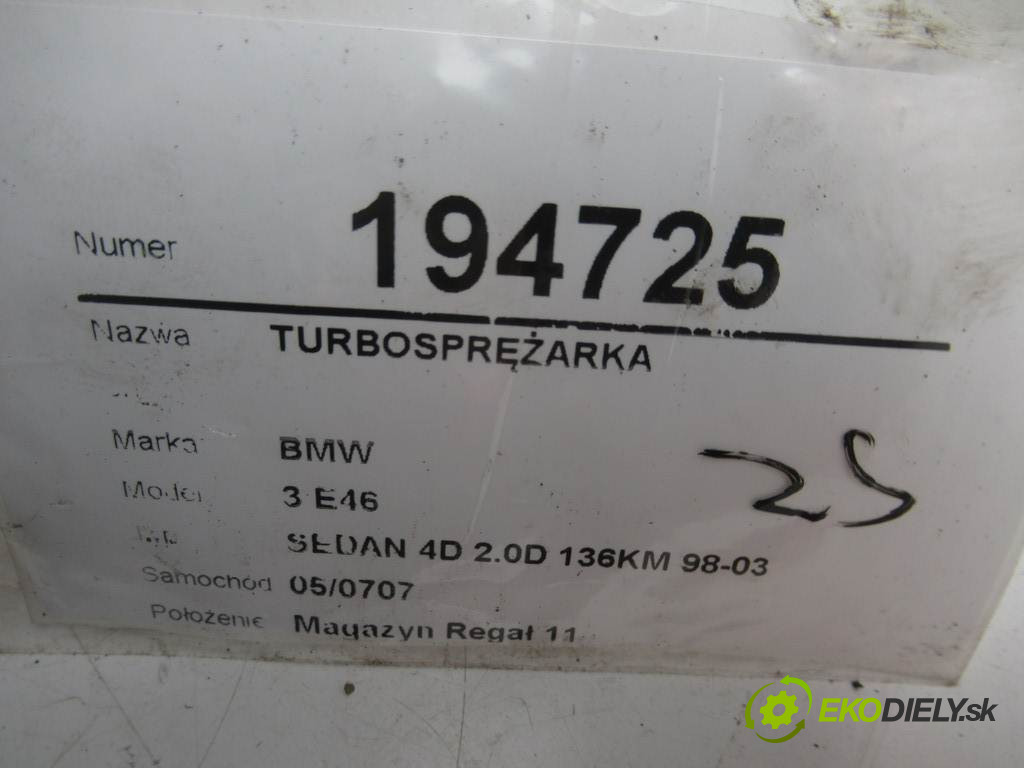 Numer 194725
Nazwa TURBOSPRĘŻARKA
Marka BMW
Model 3 E46
SEDAN 4D 2.0D 136KM 98-03
Samochód 05/0707
Położenie Magazyn Regał 11
25
EKODIELY.sk